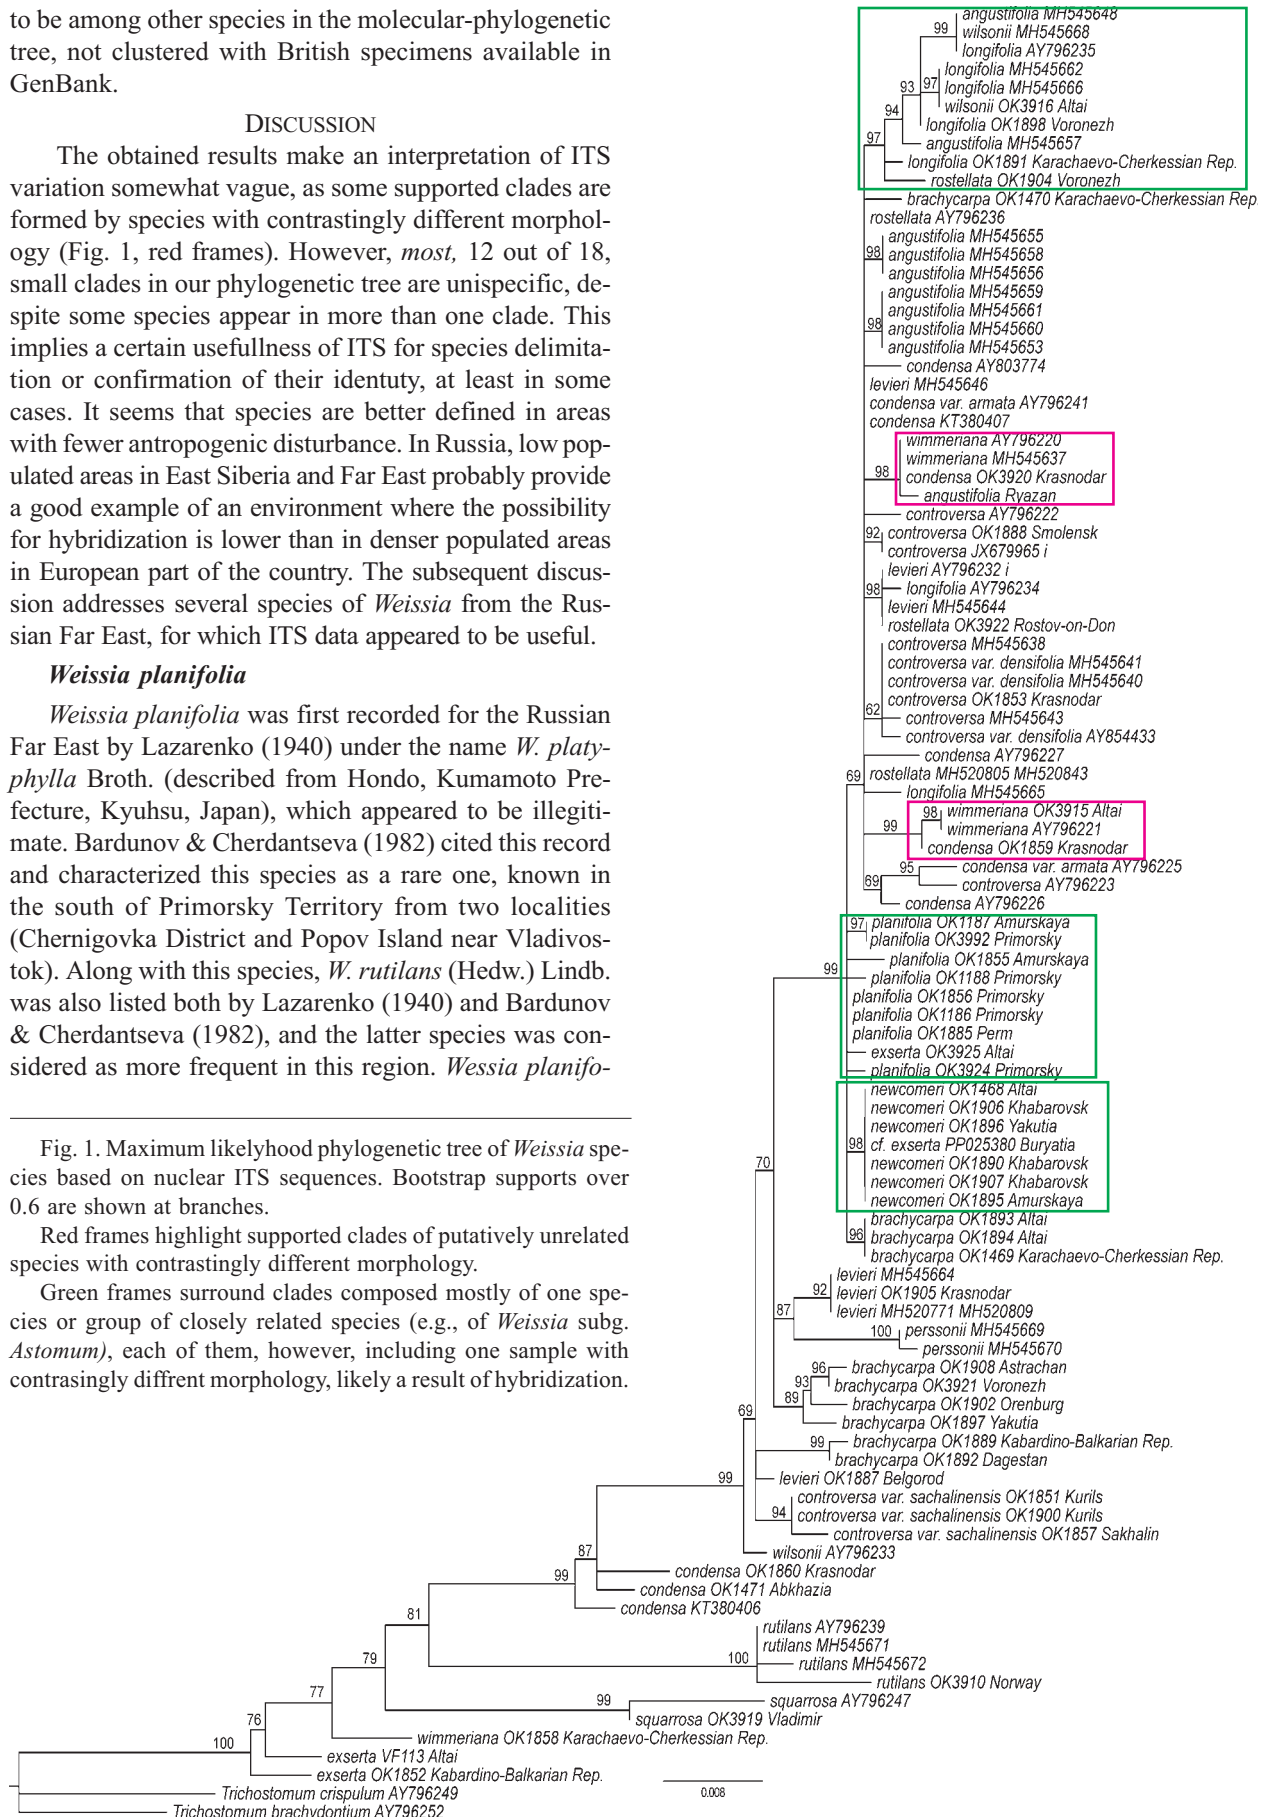 to be among other species in the molecular-phylogenetic
tree, not clustered with British specimens available in
GenBank.
DISCUSSION
The obtained results make an interpretation of ITS
variation somewhat vague, as some supported clades are
formed by species with contrastingly different morphol-
ogy (Fig. 1, red frames). However, most, 12 out of 18,
small clades in our phylogenetic tree are unispecific, de-
spite some species appear in more than one clade. This
implies a certain usefullness of ITS for species delimita-
tion or confirmation of their identuty, at least in some
cases. It seems that species are better defined in areas
with fewer antropogenic disturbance. In Russia, low pop-
ulated areas in East Siberia and Far East probably provide
a good example of an environment where the possibility
for hybridization is lower than in denser populated areas
in European part of the country. The subsequent discus-
sion addresses several species of Weissia from the Rus-
sian Far East, for which ITS data appeared to be useful.
Weissia planifolia
Weissia planifolia was first recorded for the Russian
Far East by Lazarenko (1940) under the name W. platy-
phylla Broth. (described from Hondo, Kumamoto Pre-
fecture, Kyuhsu, Japan), which appeared to be illegiti-
mate. Bardunov & Cherdantseva (1982) cited this record
and characterized this species as a rare one, known in
the south of Primorsky Territory from two localities
(Chernigovka District and Popov Island near Vladivos-
tok). Along with this species, W. rutilans (Hedw.) Lindb.
was also listed both by Lazarenko (1940) and Bardunov
& Cherdantseva (1982), and the latter species was con-
sidered as more frequent in this region. Wessia planifo-
Fig. 1. Maximum likelyhood phylogenetic tree of Weissia spe-
cies based on nuclear ITS sequences. Bootstrap supports over
0.6 are shown at branches.
Red frames highlight supported clades of putatively unrelated
species with contrastingly different morphology.
Green frames surround clades composed mostly of one spe-
cies or group of closely related species (e.g., of Weissia subg.
Astomum), each of them, however, including one sample with
contrasingly diffrent morphology, likely a result of hybridization.
angustifolia MH545648
99 wilsonii MH545668
longifolia AY796235
longifolia MH545662
93 97 longifolia MH545666
wilsonii OK3916 Altai
94 longifolia OK1898 Voronezh
97 angustifolia MH545657
longifolia OK1891 Karachaevo-Cherkessian Rep.
rostellata OK1904 Voronezh
brachycarpa OK1470 Karachaevo-Cherkessian Rep
rostellata AY796236
angustifolia MH545655
98 angustifolia MH545658
angustifolia MH545656
angustifolia MH545659
angustifolia MH545661
98 angustifolia MH545660
angustifolia MH545653
condensa AY803774
levieri MH545646
condensa var. armata AY796241
condensa KT380407
wimmeriana AY796220
wimmeriana MH545637
98 condensa OK3920 Krasnodar
angustifolia Ryazan
controversa AY796222
92 controversa OK1888 Smolensk
controversa JX679965 i
levieri AY796232 i
98 longifolia AY796234
levieri MH545644
rostellata OK3922 Rostov-on-Don
controversa MH545638
controversa var. densifolia MH545641
controversa var. densifolia MH545640
controversa OK1853 Krasnodar
62 controversa MH545643
controversa var. densifolia AY854433
condensa AY796227
69 rostellata MH520805 MH520843
longifolia MH545665
98 wimmeriana OK3915 Altai
99 wimmeriana AY796221
condensa OK1859 Krasnodar
95 condensa var. armata AY796225
69 controversa AY796223
condensa AY796226
97 planifolia OK1187 Amurskaya
planifolia OK3992 Primorsky
planifolia OK1855 Amurskaya
99 planifolia OK1188 Primorsky
planifolia OK1856 Primorsky
planifolia OK1186 Primorsky
planifolia OK1885 Perm
exserta OK3925 Altai
planifolia OK3924 Primorsky
newcomeri OK1468 Altai
newcomeri OK1906 Khabarovsk
newcomeri OK1896 Yakutia
98 cf. exserta PP025380 Buryatia
70 newcomeri OK1890 Khabarovsk
newcomeri OK1907 Khabarovsk
newcomeri OK1895 Amurskaya
brachycarpa OK1893 Altai
96 brachycarpa OK1894 Altai
brachycarpa OK1469 Karachaevo-Cherkessian Rep.
levieri MH545664
92 levieri OK1905 Krasnodar
87 levieri MH520771 MH520809
100 perssonii MH545669
perssonii MH545670
96 brachycarpa OK1908 Astrachan
93 brachycarpa OK3921 Voronezh
89 brachycarpa OK1902 Orenburg
69 brachycarpa OK1897 Yakutia
99 brachycarpa OK1889 Kabardino-Balkarian Rep.
brachycarpa OK1892 Dagestan
99 levieri OK1887 Belgorod
controversa var. sachalinensis OK1851 Kurils
94 controversa var. sachalinensis OK1900 Kurils
controversa var. sachalinensis OK1857 Sakhalin
87 wilsonii AY796233
99 condensa OK1860 Krasnodar
condensa OK1471 Abkhazia
condensa KT380406
81 rutilans AY796239
rutilans MH545671
79 100 rutilans MH545672
rutilans OK3910 Norway
77 99 squarrosa AY796247
squarrosa OK3919 Vladimir
76 wimmeriana OK1858 Karachaevo-Cherkessian Rep.
100 exserta VF113 Altai
exserta OK1852 Kabardino-Balkarian Rep.
Trichostomum crispulum AY796249
0.008
Trichostomum brachydontium AY796252